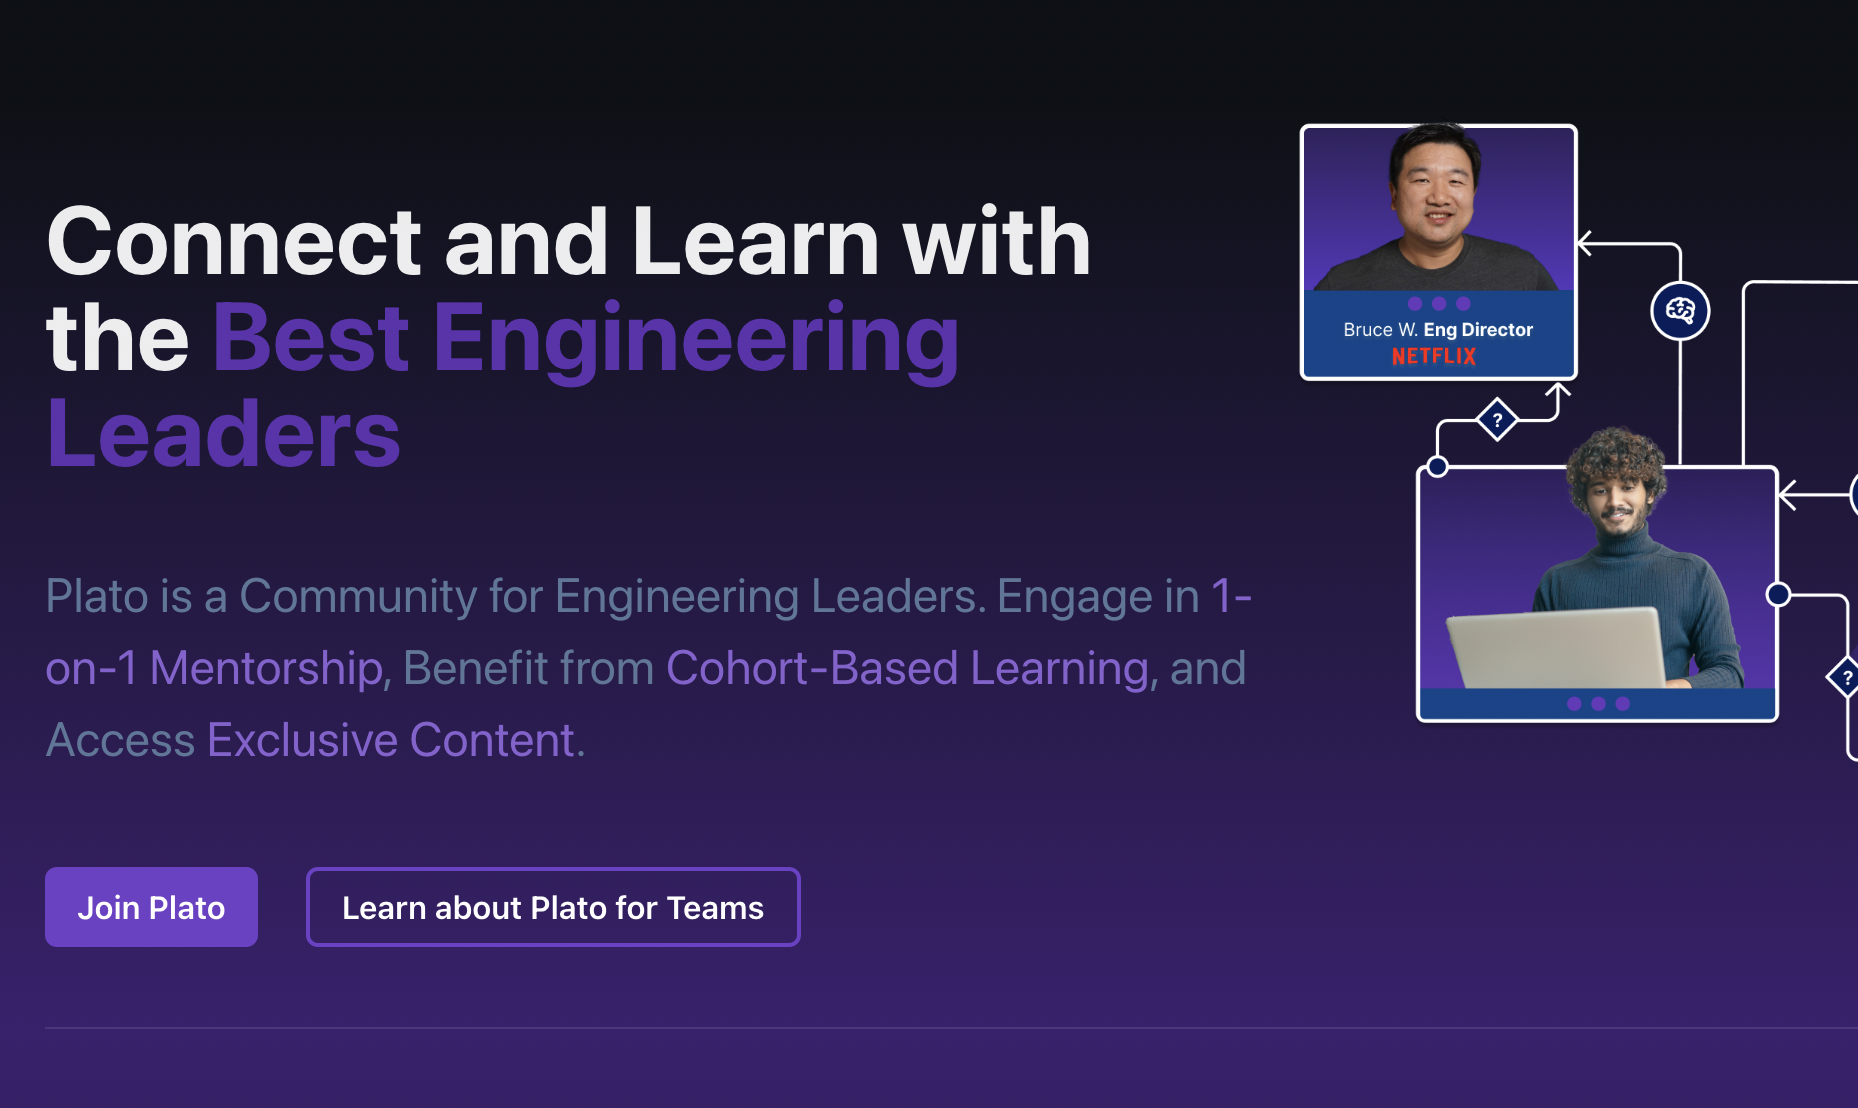 Connect and Learn with
the Best Engineering
Leaders
Plato is a Community for Engineering Leaders. Engage in 1-
on-1 Mentorship, Benefit from Cohort-Based Learning, and
Access Exclusive Content.
Join Plato
Learn about Plato for Teams
Bruce W. Eng Director
NETFLIX
?
?